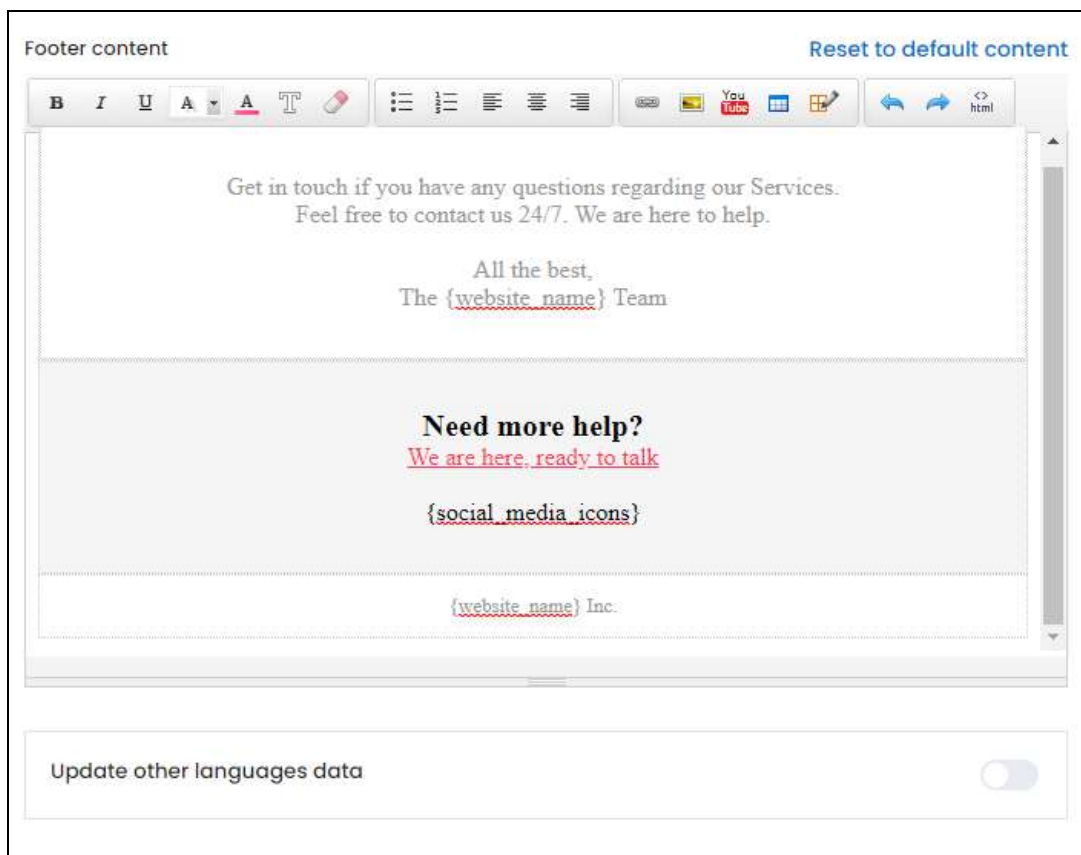 Footer content
Reset to default content
B I U A A T
You
Tube
<>
html
Get in touch if you have any questions regarding our Services.
Feel free to contact us 24/7. We are here to help.
All the best,
The {website_name} Team
Need more help?
We are here, ready to talk
{social_media_icons}
{website_name} Inc.
Update other languages data